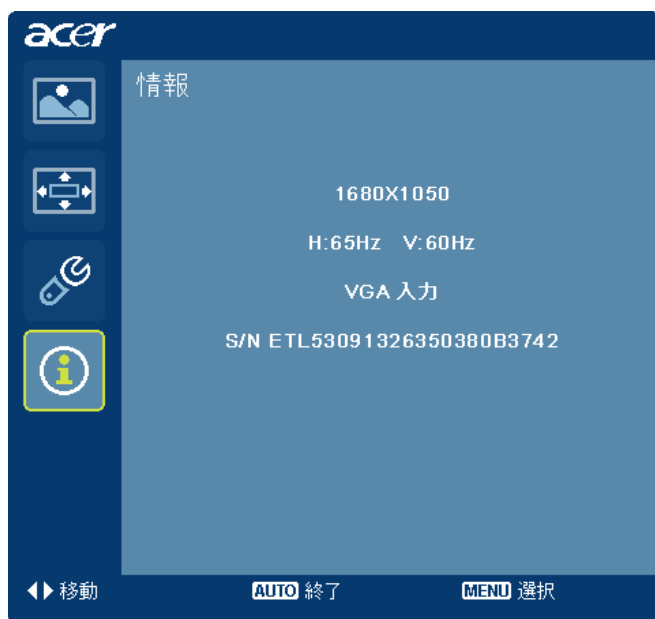 acer
情報
1680X1050
H:65Hz V:60Hz
VGA 入力
S/N ETL53091326350380B3742
移動 AUTO 終了 MENU 選択